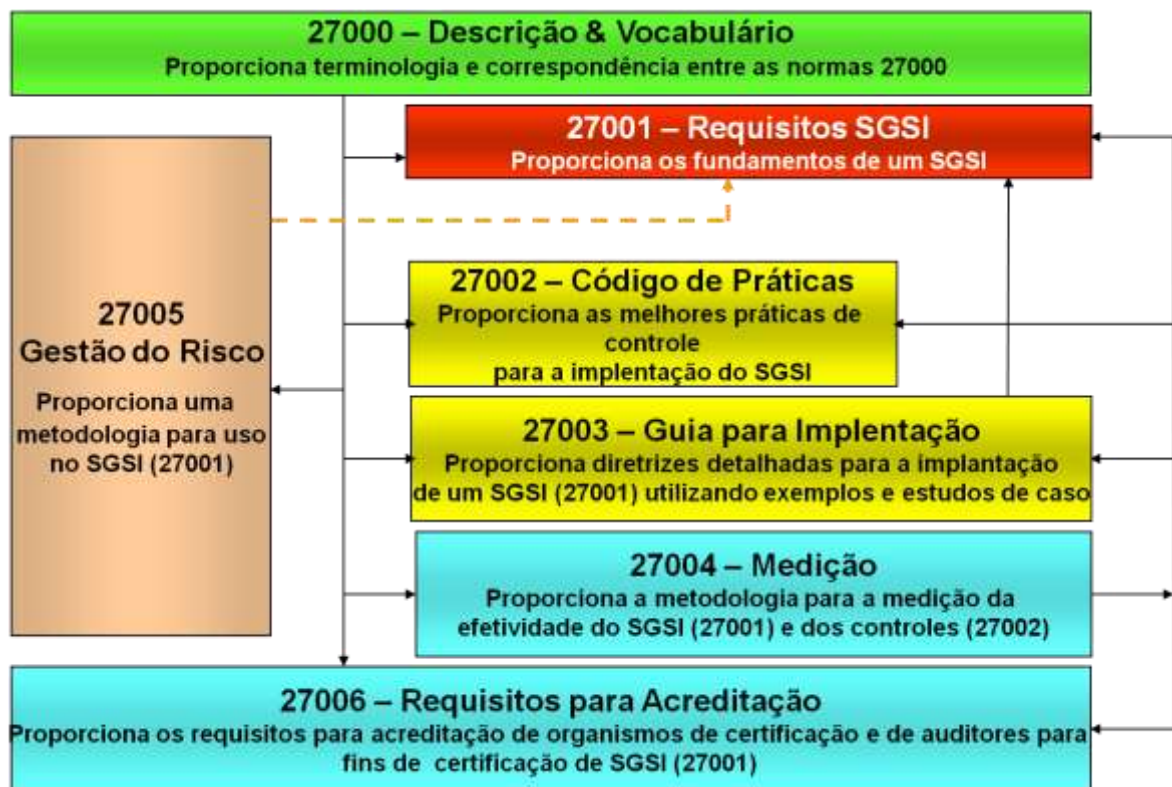 27000 – Descrição & Vocabulário
Proporciona terminologia e correspondência entre as normas 27000
27001 – Requisitos SGSI
Proporciona os fundamentos de um SGSI
27005
Gestão do Risco
Proporciona uma
metodologia para uso
no SGSI (27001)
27002 – Código de Práticas
Proporciona as melhores práticas de
controle
para a implentação do SGSI
27003 – Guia para Implentação
Proporciona diretrizes detalhadas para a implantação
de um SGSI (27001) utilizando exemplos e estudos de caso
27004 – Medição
Proporciona a metodologia para a medição da
efetividade do SGSI (27001) e dos controles (27002)
27006 – Requisitos para Acreditação
Proporciona os requisitos para acreditação de organismos de certificação e de auditores para
fins de certificação de SGSI (27001)